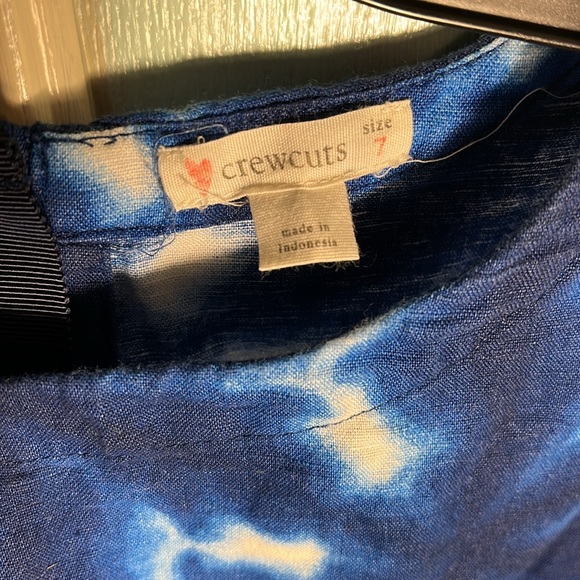 crewcuts
size
7
made in
Indonesia